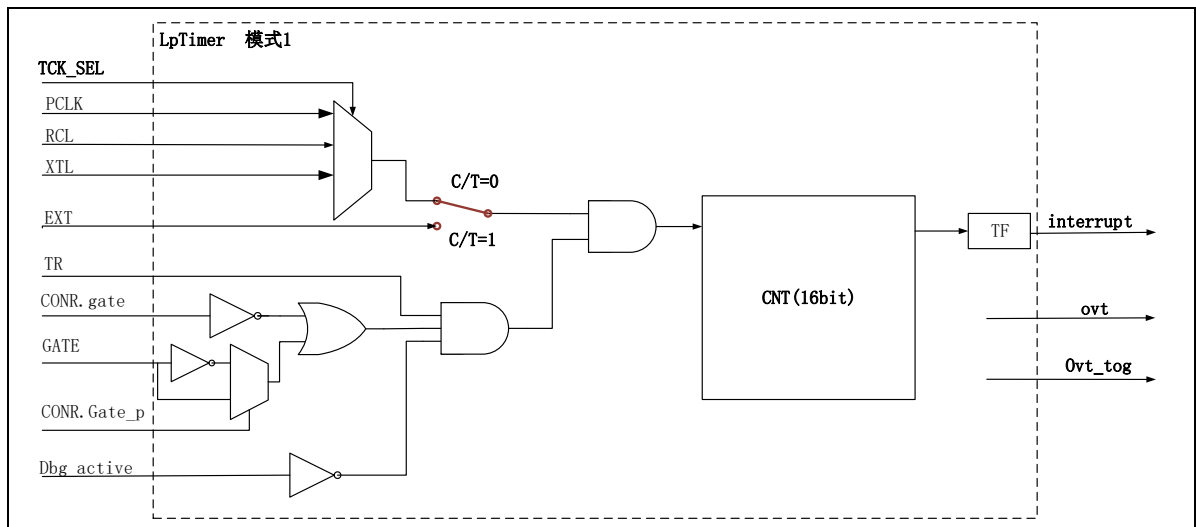 LpTimer 模式1
TCK_SEL
PCLK
RCL
XTL
EXT
C/T=0
C/T=1
TR
CONR.gate
GATE
CONR.Gate_p
Dbg_active
CNT(16bit)
TF
interrupt
ovt
Ovt_tog